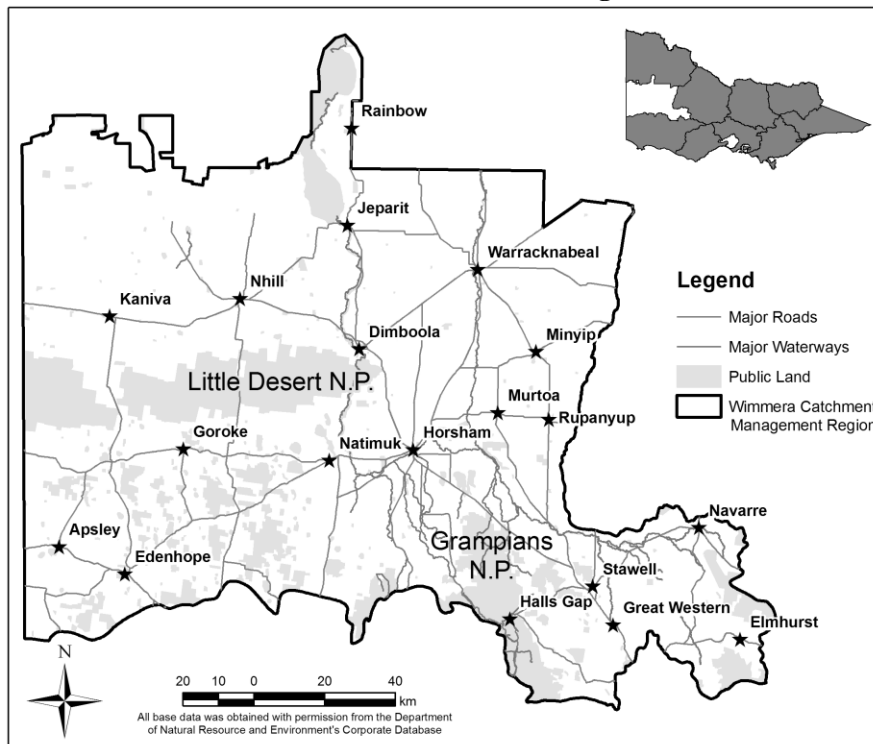 Rainbow
Jeparit
Warracknabeal
Nhill
Kaniva
Dimboola
Minyip
Little Desert N.P.
Murtoa
Rupanyup
Goroke
Natimuk
Horsham
Navarre
Apsley
Edenhope
Grampians
N.P.
Stawell
Halls Gap
Great Western
Elmhurst
Legend
Major Roads
Major Waterways
Public Land
Wimmera Catchment
Management Region
N
20 10 0 20 40
km
All base data was obtained with permission from the Department
of Natural Resource and Environment's Corporate Database